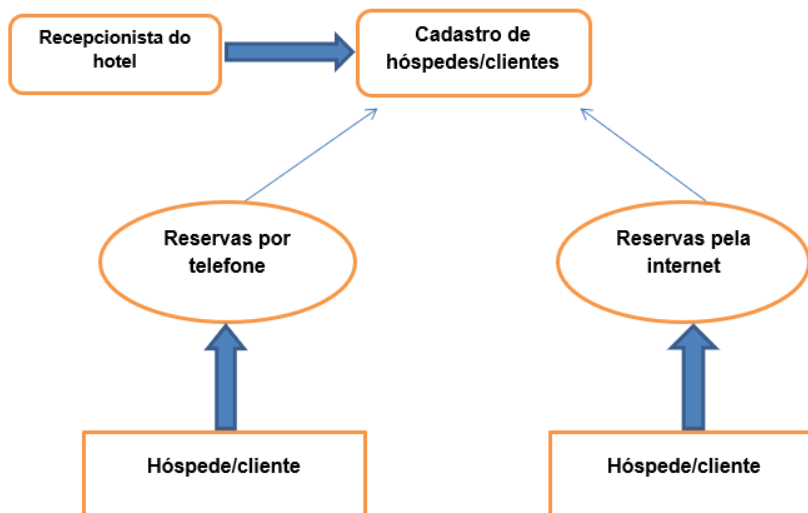 Recepcionista do
hotel
Cadastro de
hóspedes/clientes
Reservas por
telefone
Reservas pela
internet
Hóspede/cliente
Hóspede/cliente